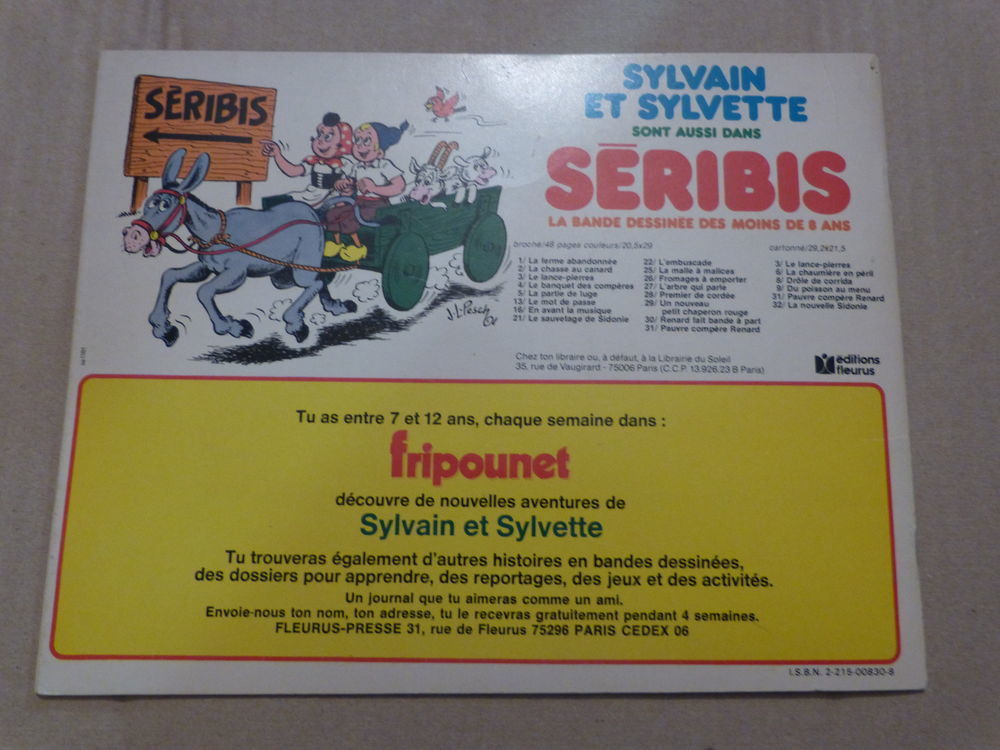 SÉRIBIS
SYLVAIN
ET SYLVETTE
SONT AUSSI DANS
SÉRIBIS
LA BANDE DESSINÉE DES MOINS DE 8 ANS
broché/48 pages couleurs/20,5x29
1/ La ferme abandonnée
2/ La chasse au canard
3/ Le lance-pierres
4/ Le banquet des compères
5/ La partie de luge
13/ Le mot de passe
16/ En avant la musique
21/ Le sauvetage de Sidonie
22/ L'embuscade
25/ La malle à malices
26/ Fromages à emporter
27/ L'arbre qui parle
28/ Premier de cordée
29/ Un nouveau
petit chaperon rouge
30/ Renard fait bande à part
31/ Pauvre compère Renard
cartonné/29,2x21,5
3/ Le lance-pierres
6/ La chaumière en péril
8/ Drôle de corrida
9/ Du poisson au menu
31/ Pauvre compère Renard
32/ La nouvelle Sidonie
J.L. Pesch
Chez ton libraire ou, à défaut, à la Librairie du Soleil
35, rue de Vaugirard - 75006 Paris (C.C.P. 13.926.23 B Paris)
éditions
fleurus
Tu as entre 7 et 12 ans, chaque semaine dans :
fripounet
découvre de nouvelles aventures de
Sylvain et Sylvette
Tu trouveras également d'autres histoires en bandes dessinées,
des dossiers pour apprendre, des reportages, des jeux et des activités.
Un journal que tu aimeras comme un ami.
Envoie-nous ton nom, ton adresse, tu le recevras gratuitement pendant 4 semaines.
FLEURUS-PRESSE 31, rue de Fleurus 75296 PARIS CEDEX 06
I.S.B.N. 2-215-00830-8